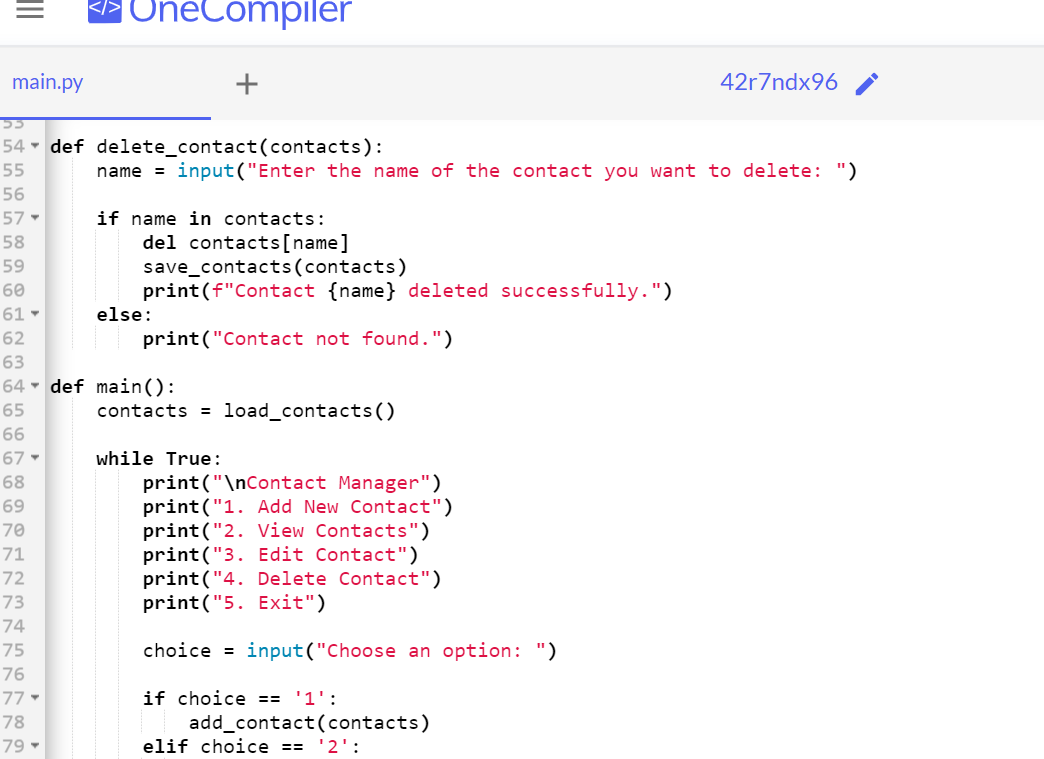 </> OneCompiler
main.py + 42r7ndx96
53
54 def delete_contact(contacts):
55 name = input("Enter the name of the contact you want to delete: ")
56
57 if name in contacts:
58 del contacts[name]
59 save_contacts(contacts)
60 print(f"Contact {name} deleted successfully.")
61 else:
62 print("Contact not found.")
63
64 def main():
65 contacts = load_contacts()
66
67 while True:
68 print("\nContact Manager")
69 print("1. Add New Contact")
70 print("2. View Contacts")
71 print("3. Edit Contact")
72 print("4. Delete Contact")
73 print("5. Exit")
74
75 choice = input("Choose an option: ")
76
77 if choice == '1':
78 add_contact(contacts)
79 elif choice == '2':